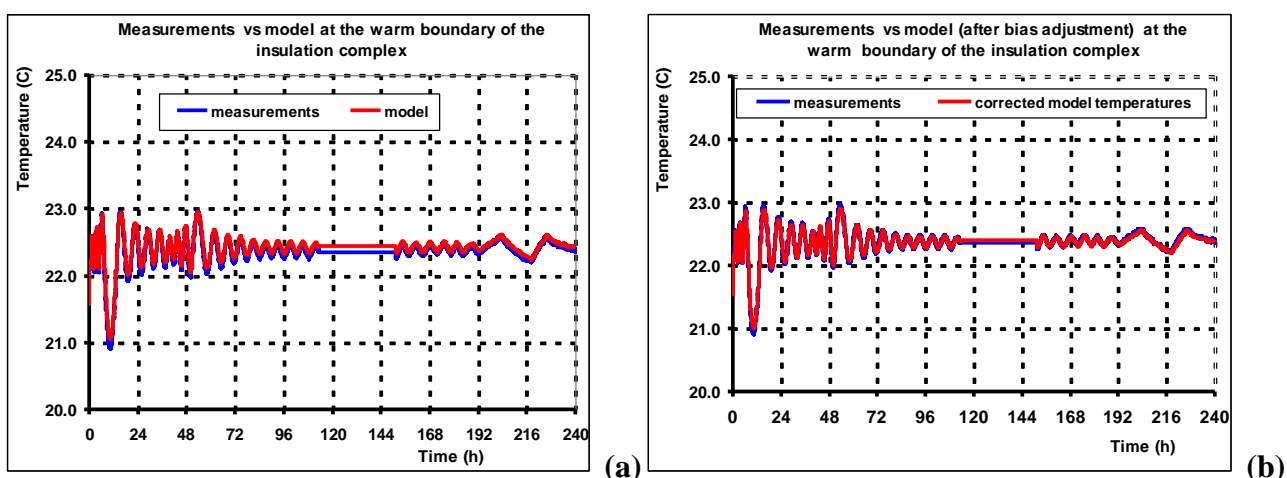 Measurements vs model at the warm boundary of the
insulation complex
Temperature (C)
25.0
24.0
23.0
22.0
21.0
20.0
measurements model
0 24 48 72 96 120 144 168 192 216 240
Time (h)
(a)
Measurements vs model (after bias adjustment) at the
warm boundary of the insulation complex
Temperature (C)
25.0
24.0
23.0
22.0
21.0
20.0
measurements corrected model temperatures
0 24 48 72 96 120 144 168 192 216 240
Time (h)
(b)